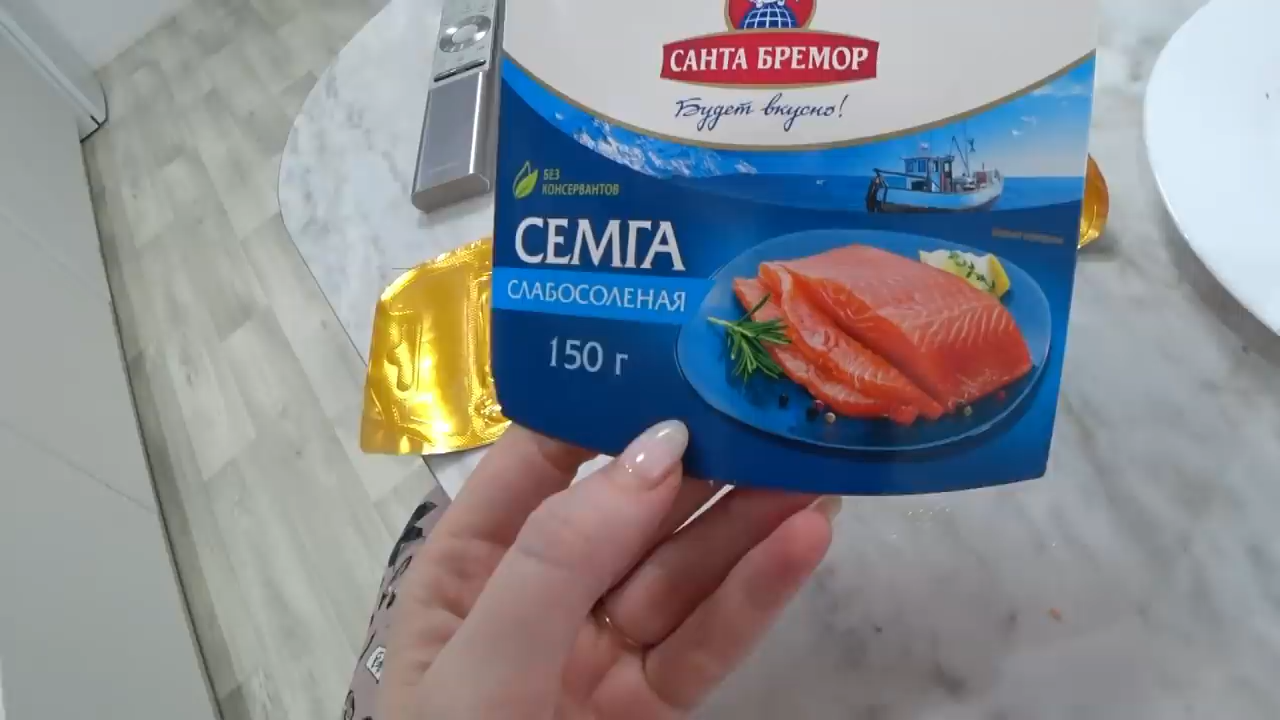 САНТА БРЕМОР
Будет вкусно!
БЕЗ
КОНСЕРВАНТОВ
СЕМГА
СЛАБОСОЛЕНАЯ
150 г